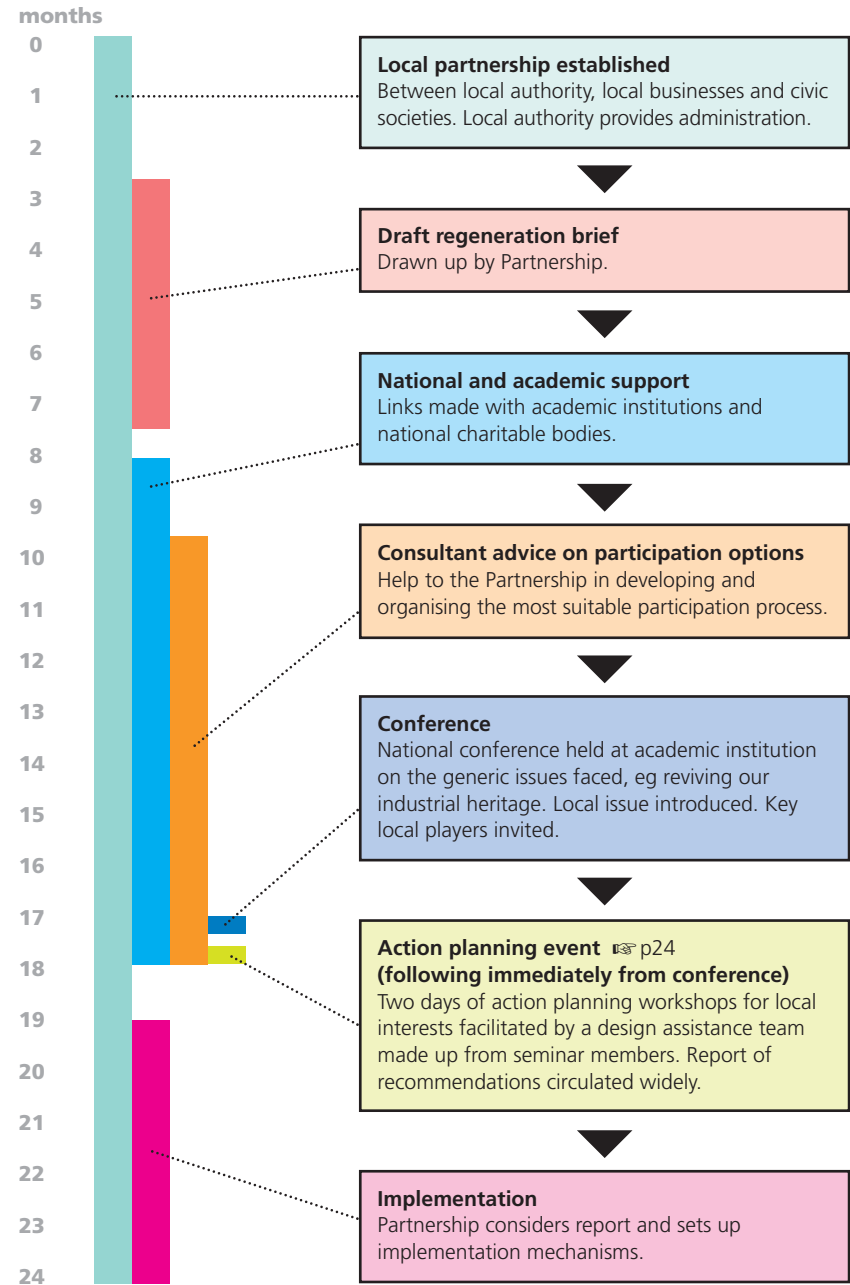 months
0
1
2
3
4
5
6
7
8
9
10
11
12
13
14
15
16
17
18
19
20
21
22
23
24
Local partnership established
Between local authority, local businesses and civic
societies. Local authority provides administration.
Draft regeneration brief
Drawn up by Partnership.
National and academic support
Links made with academic institutions and
national charitable bodies.
Consultant advice on participation options
Help to the Partnership in developing and
organising the most suitable participation process.
Conference
National conference held at academic institution
on the generic issues faced, eg reviving our
industrial heritage. Local issue introduced. Key
local players invited.
Action planning event ☞ p24
(following immediately from conference)
Two days of action planning workshops for local
interests facilitated by a design assistance team
made up from seminar members. Report of
recommendations circulated widely.
Implementation
Partnership considers report and sets up
implementation mechanisms.